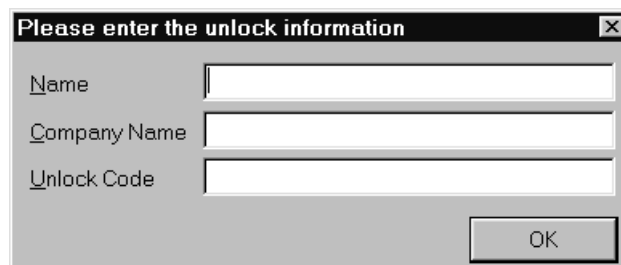 Please enter the unlock information
Name
Company Name
Unlock Code
OK